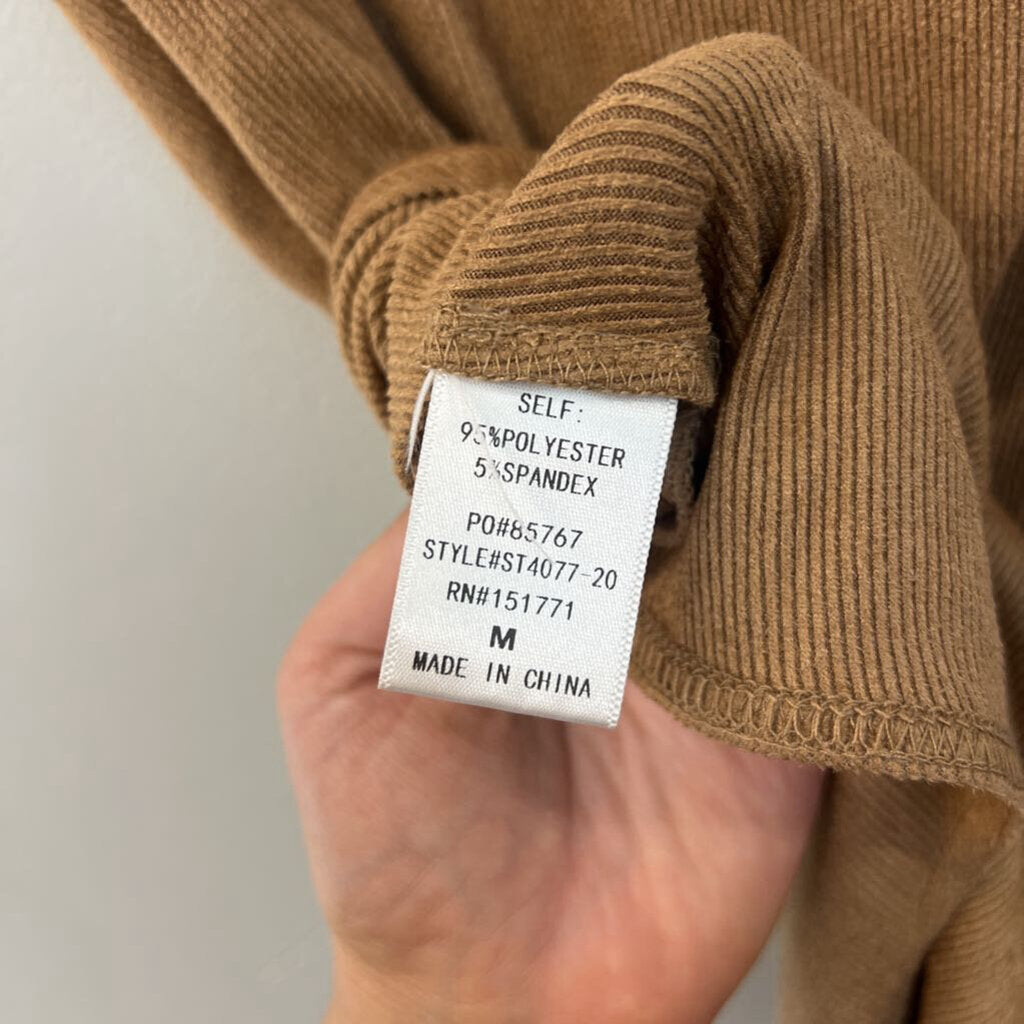 SELF:
95%POLYESTER
5%SPANDEX
PO#85767
STYLE#ST4077-20
RN#151771
M
MADE IN CHINA